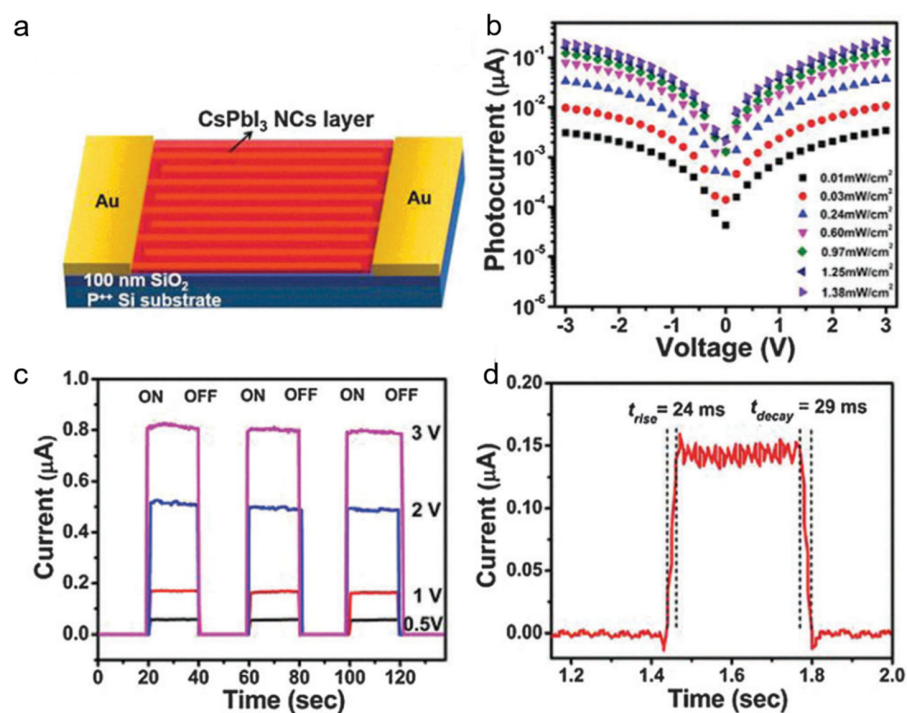 a
CsPbI₃ NCs layer
Au
Au
100 nm SiO₂
P⁺⁺ Si substrate
b
Photocurrent (μA)
10⁻¹
10⁻²
10⁻³
10⁻⁴
10⁻⁵
10⁻⁶
0.01mW/cm²
0.03mW/cm²
0.24mW/cm²
0.60mW/cm²
0.97mW/cm²
1.25mW/cm²
1.38mW/cm²
-3 -2 -1 0 1 2 3
Voltage (V)
c
Current (μA)
1.0
0.8
0.6
0.4
0.2
0.0
ON OFF ON OFF ON OFF
3 V
2 V
1 V
0.5V
0 20 40 60 80 100 120
Time (sec)
d
Current (μA)
0.20
0.15
0.10
0.05
0.00
t_rise = 24 ms
t_decay = 29 ms
1.2 1.4 1.6 1.8 2.0
Time (sec)